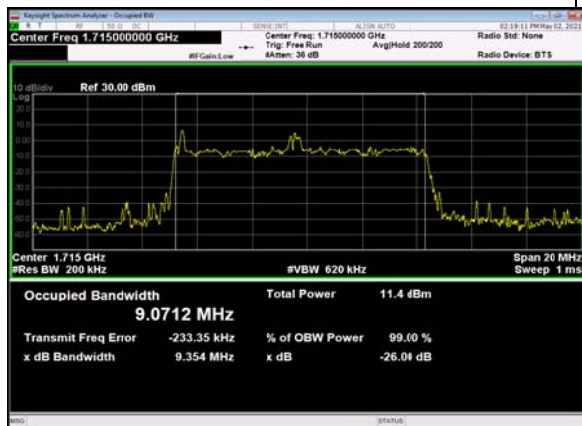 Keysight Spectrum Analyzer - Occupied BW
R T RF 50 Ω DC SENSE:INT ALIGN AUTO 02:19:11 PM May 02, 2021
Center Freq 1.715000000 GHz Center Freq: 1.715000000 GHz Radio Std: None
Trig: Free Run Avg|Hold 200/200
#IFGain:Low #Atten: 36 dB Radio Device: BTS
10 dB/div Ref 30.00 dBm
Log
20.0
10.0
0.00
-10.0
-20.0
-30.0
-40.0
-50.0
-60.0
Center 1.715 GHz Span 20 MHz
#Res BW 200 kHz #VBW 620 kHz Sweep 1 ms
Occupied Bandwidth Total Power 11.4 dBm
9.0712 MHz
Transmit Freq Error -233.35 kHz % of OBW Power 99.00 %
x dB Bandwidth 9.354 MHz x dB -26.00 dB
MSG STATUS